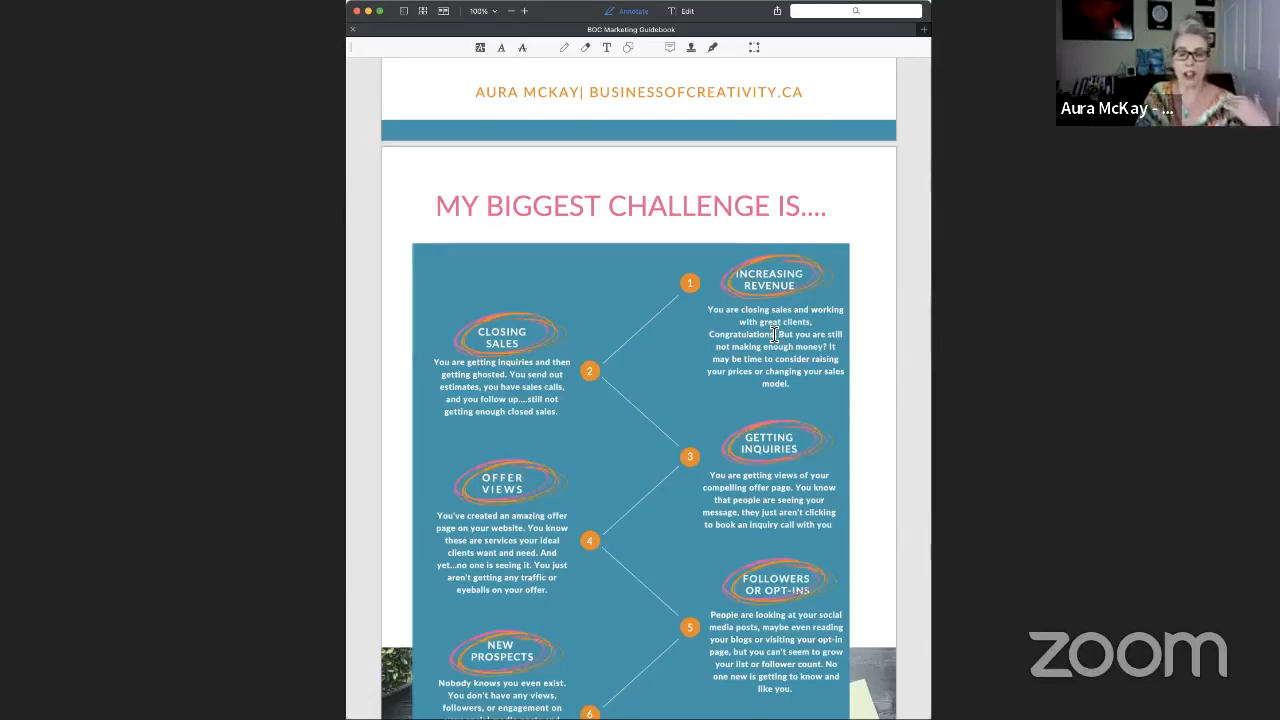 100%
Annotate
Edit
BOC Marketing Guidebook
AURA MCKAY| BUSINESSOFCREATIVITY.CA
MY BIGGEST CHALLENGE IS....
1
INCREASING
REVENUE
You are closing sales and working
with great clients,
Congratulations! But you are still
not making enough money? It
may be time to consider raising
your prices or changing your sales
model.
CLOSING
SALES
You are getting inquiries and then
getting ghosted. You send out
estimates, you have sales calls,
and you follow up....still not
getting enough closed sales.
2
3
GETTING
INQUIRIES
You are getting views of your
compelling offer page. You know
that people are seeing your
message, they just aren't clicking
to book an inquiry call with you
OFFER
VIEWS
You've created an amazing offer
page on your website. You know
these are services your ideal
clients want and need. And
yet...no one is seeing it. You just
aren't getting any traffic or
eyeballs on your offer.
4
5
FOLLOWERS
OR OPT-INS
People are looking at your social
media posts, maybe even reading
your blogs or visiting your opt-in
page, but you can't seem to grow
your list or follower count. No
one new is getting to know and
like you.
NEW
PROSPECTS
Nobody knows you even exist.
You don't have any views,
followers, or engagement on
6
Aura McKay - ...
zoom